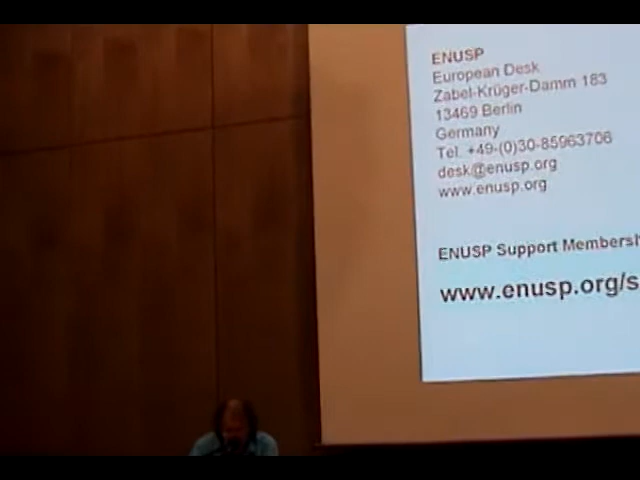 ENUSP
European Desk
Zabel-Krüger-Damm 183
13469 Berlin
Germany
Tel. +49-(0)30-85963706
desk@enusp.org
www.enusp.org
ENUSP Support Membersh
www.enusp.org/s